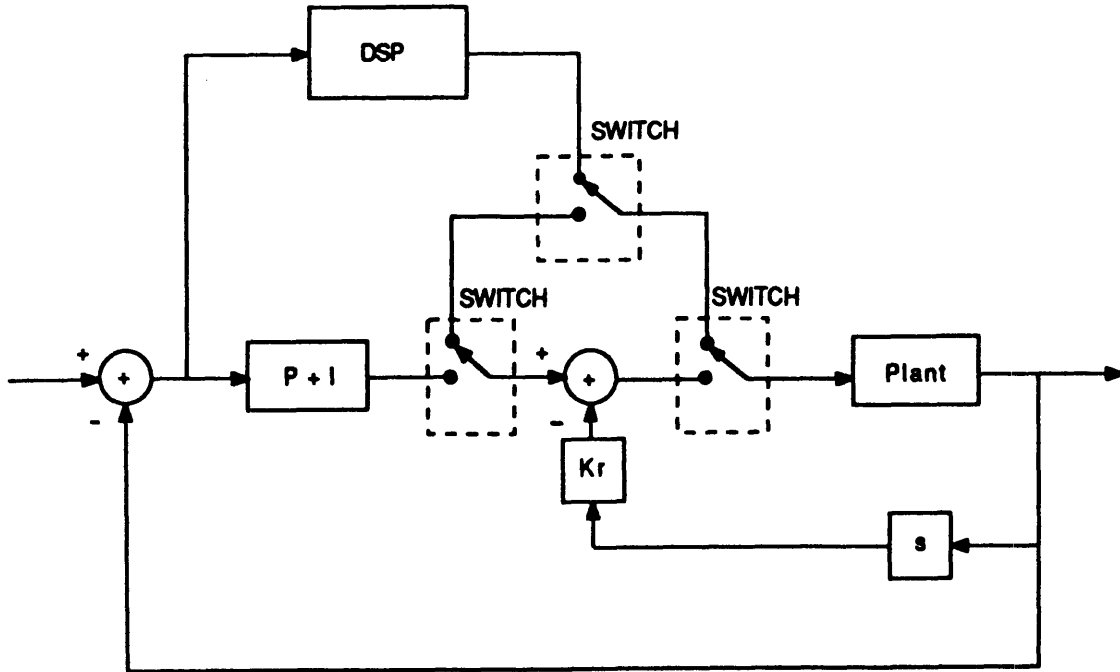 DSP
SWITCH
SWITCH
SWITCH
+
+
-
P + I
+
+
-
Plant
Kr
s